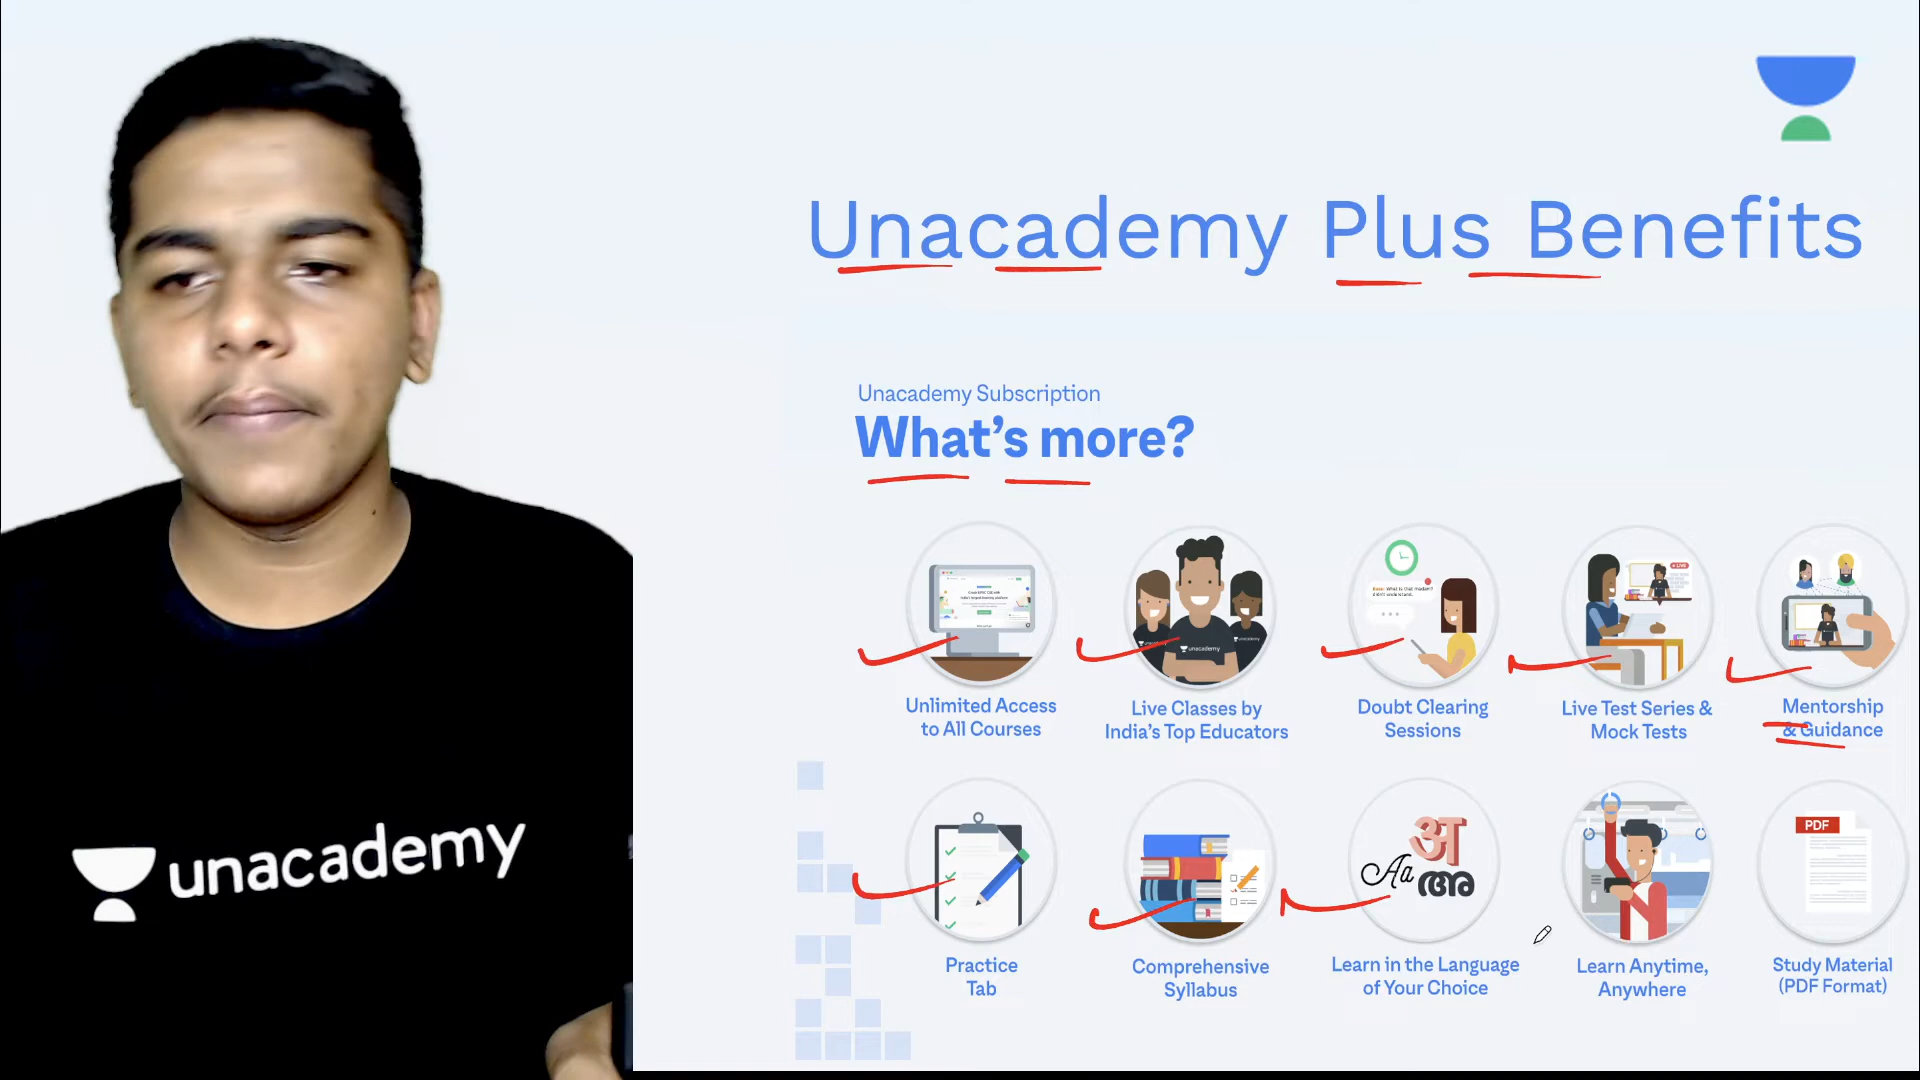 Unacademy Plus Benefits
Unacademy Subscription
What's more?
unacademy
Unlimited Access
to All Courses
Live Classes by
India's Top Educators
Doubt Clearing
Sessions
Live Test Series &
Mock Tests
Mentorship
& Guidance
Aa
अ
അ
PDF
Practice
Tab
Comprehensive
Syllabus
Learn in the Language
of Your Choice
Learn Anytime,
Anywhere
Study Material
(PDF Format)
unacademy